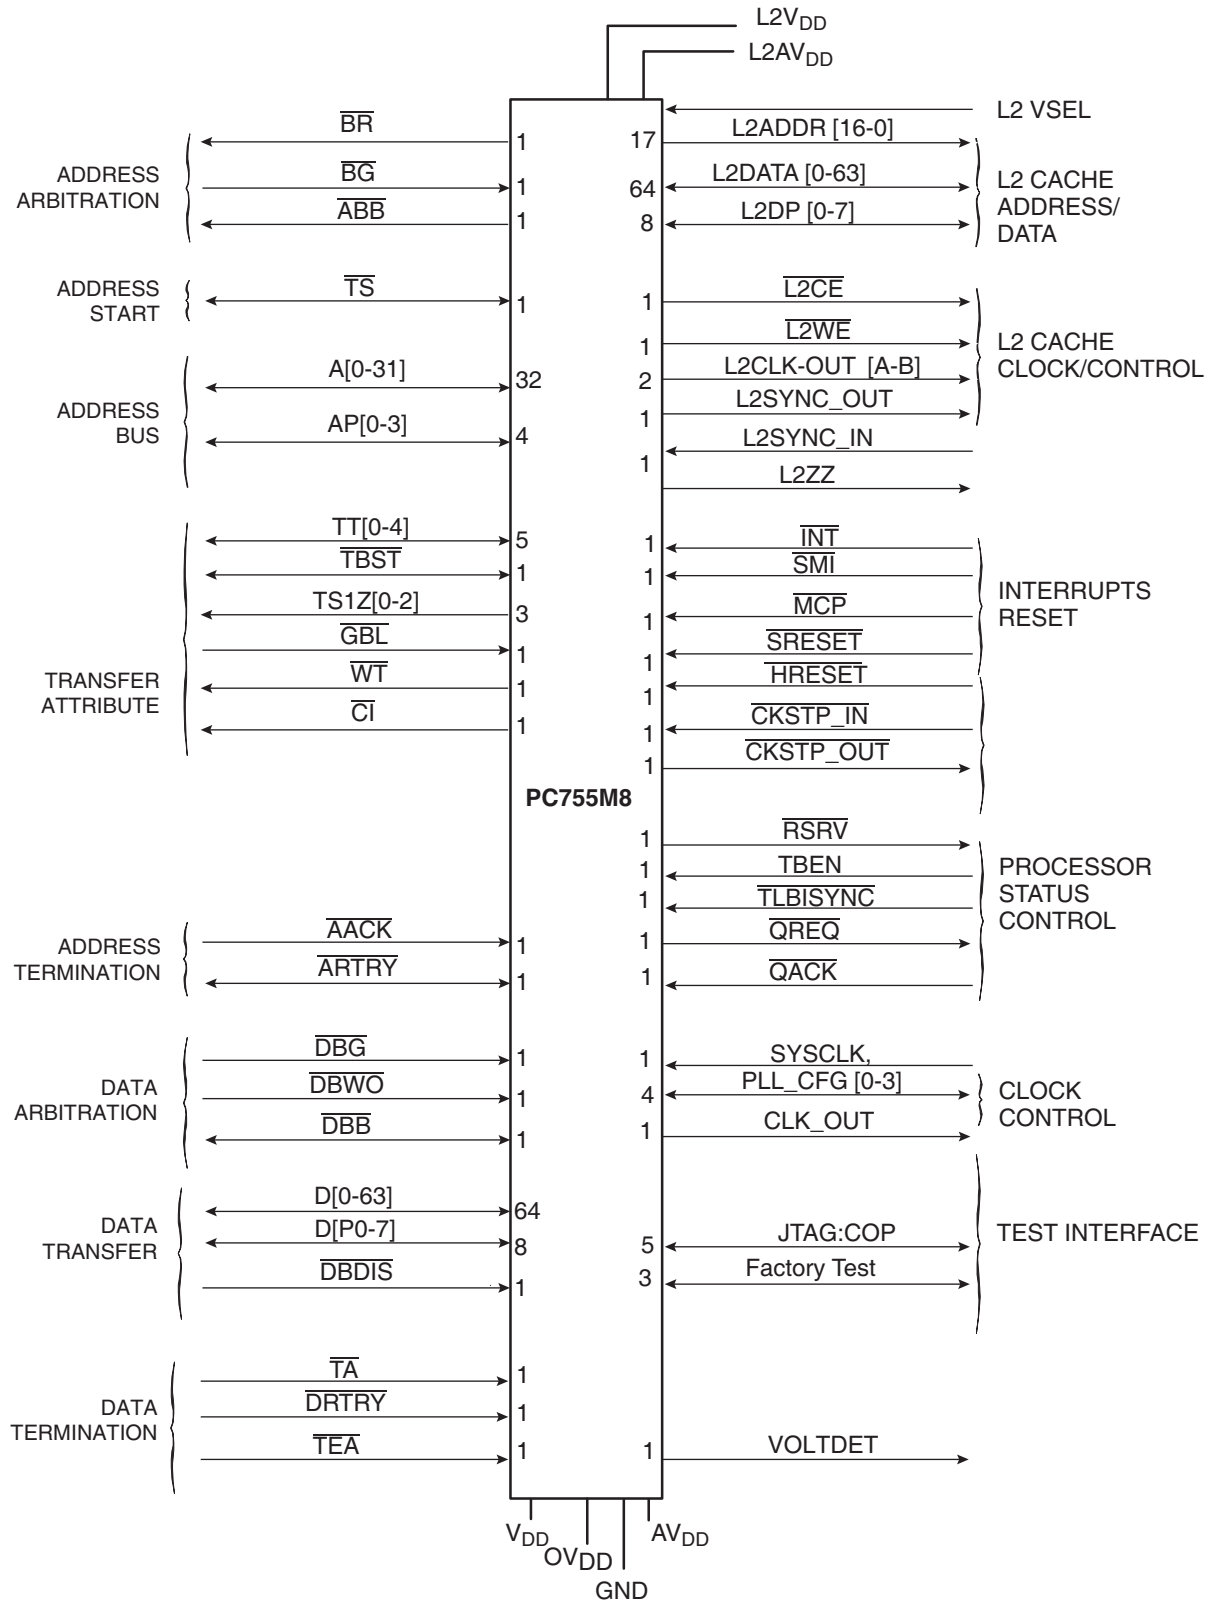 L2VDD
L2AVDD
ADDRESS
ARBITRATION
BR
1
BG
1
ABB
1
ADDRESS
START
TS
1
ADDRESS
BUS
A[0-31]
32
AP[0-3]
4
TRANSFER
ATTRIBUTE
TT[0-4]
5
TBST
1
TS1Z[0-2]
3
GBL
1
WT
1
CI
1
PC755M8
ADDRESS
TERMINATION
AACK
1
ARTRY
1
DATA
ARBITRATION
DBG
1
DBWO
1
DBB
1
DATA
TRANSFER
D[0-63]
64
D[P0-7]
8
DBDIS
1
DATA
TERMINATION
TA
1
DRTRY
1
TEA
1
L2 VSEL
17
L2ADDR [16-0]
64
L2DATA [0-63]
8
L2DP [0-7]
L2 CACHE
ADDRESS/
DATA
1
L2CE
1
L2WE
2
L2CLK-OUT [A-B]
1
L2SYNC_OUT
L2SYNC_IN
1
L2ZZ
L2 CACHE
CLOCK/CONTROL
1
INT
1
SMI
1
MCP
1
SRESET
1
HRESET
1
CKSTP_IN
1
CKSTP_OUT
INTERRUPTS
RESET
1
RSRV
1
TBEN
1
TLBISYNC
1
QREQ
1
QACK
PROCESSOR
STATUS
CONTROL
1
SYSCLK,
4
PLL_CFG [0-3]
1
CLK_OUT
CLOCK
CONTROL
5
JTAG:COP
3
Factory Test
TEST INTERFACE
1
VOLTDET
VDD
OVDD
GND
AVDD